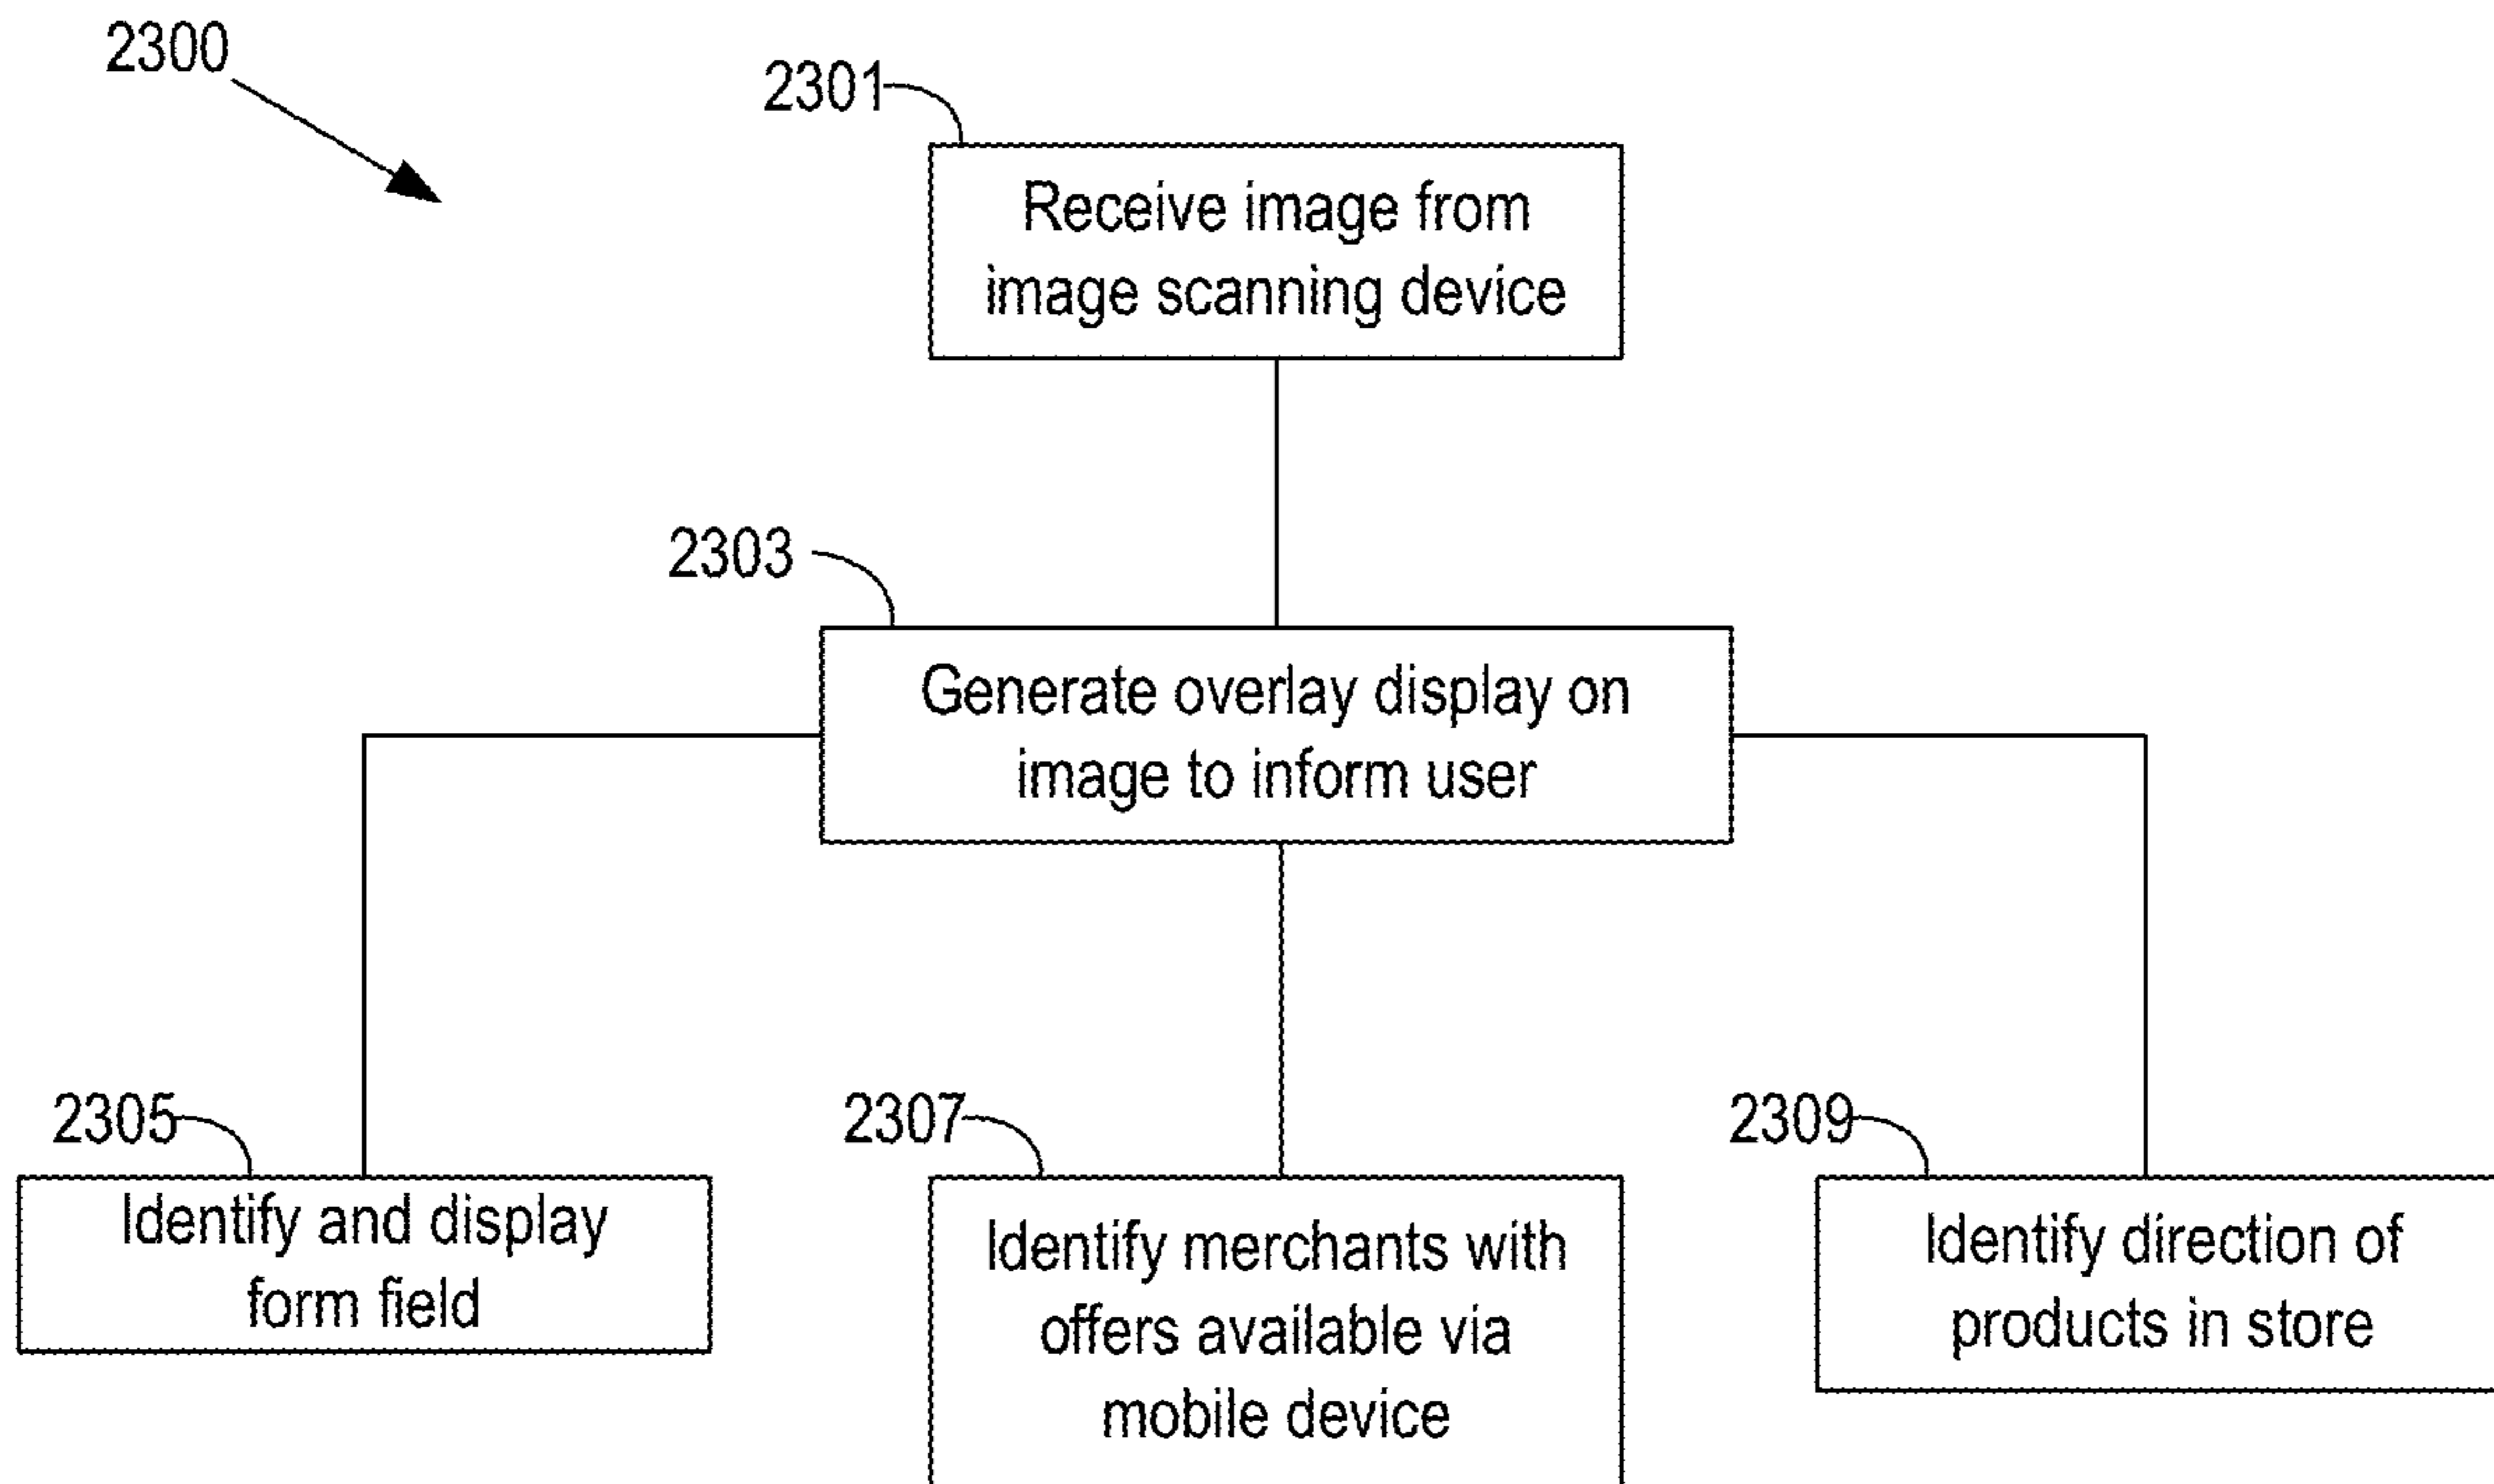 2300
2301
Receive image from
image scanning device
2303
Generate overlay display on
image to inform user
2305
Identify and display
form field
2307
Identify merchants with
offers available via
mobile device
2309
Identify direction of
products in store